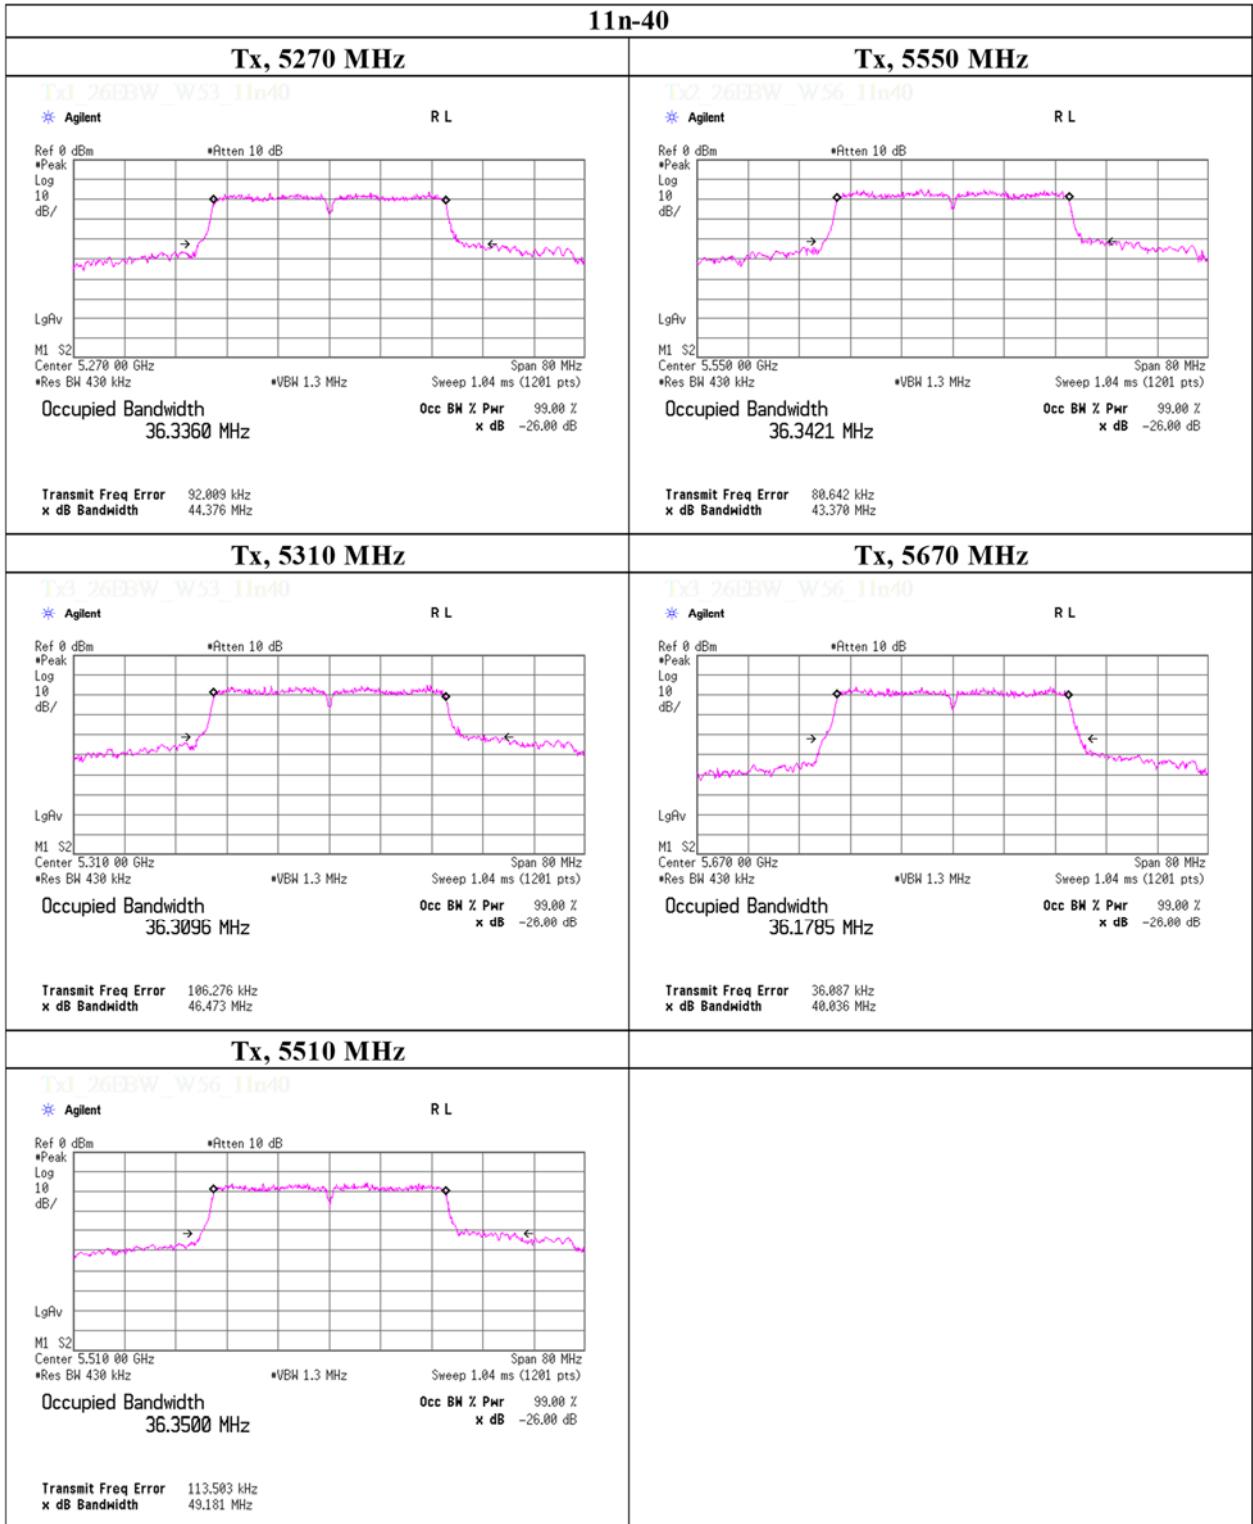 11n-40
Tx, 5270 MHz
Tx1_26EBW_W53_11n40
Agilent R L
Ref 0 dBm #Atten 10 dB
#Peak
Log
10
dB/
LgAv
M1 S2
Center 5.270 00 GHz Span 80 MHz
#Res BW 430 kHz #VBW 1.3 MHz Sweep 1.04 ms (1201 pts)
Occupied Bandwidth Occ BW % Pwr 99.00 %
36.3360 MHz x dB -26.00 dB
Transmit Freq Error 92.009 kHz
x dB Bandwidth 44.376 MHz
Tx, 5550 MHz
Tx2_26EBW_W56_11n40
Agilent R L
Ref 0 dBm #Atten 10 dB
#Peak
Log
10
dB/
LgAv
M1 S2
Center 5.550 00 GHz Span 80 MHz
#Res BW 430 kHz #VBW 1.3 MHz Sweep 1.04 ms (1201 pts)
Occupied Bandwidth Occ BW % Pwr 99.00 %
36.3421 MHz x dB -26.00 dB
Transmit Freq Error 80.642 kHz
x dB Bandwidth 43.370 MHz
Tx, 5310 MHz
Tx3_26EBW_W53_11n40
Agilent R L
Ref 0 dBm #Atten 10 dB
#Peak
Log
10
dB/
LgAv
M1 S2
Center 5.310 00 GHz Span 80 MHz
#Res BW 430 kHz #VBW 1.3 MHz Sweep 1.04 ms (1201 pts)
Occupied Bandwidth Occ BW % Pwr 99.00 %
36.3096 MHz x dB -26.00 dB
Transmit Freq Error 106.276 kHz
x dB Bandwidth 46.473 MHz
Tx, 5670 MHz
Tx3_26EBW_W56_11n40
Agilent R L
Ref 0 dBm #Atten 10 dB
#Peak
Log
10
dB/
LgAv
M1 S2
Center 5.670 00 GHz Span 80 MHz
#Res BW 430 kHz #VBW 1.3 MHz Sweep 1.04 ms (1201 pts)
Occupied Bandwidth Occ BW % Pwr 99.00 %
36.1785 MHz x dB -26.00 dB
Transmit Freq Error 36.087 kHz
x dB Bandwidth 40.036 MHz
Tx, 5510 MHz
Tx1_26EBW_W56_11n40
Agilent R L
Ref 0 dBm #Atten 10 dB
#Peak
Log
10
dB/
LgAv
M1 S2
Center 5.510 00 GHz Span 80 MHz
#Res BW 430 kHz #VBW 1.3 MHz Sweep 1.04 ms (1201 pts)
Occupied Bandwidth Occ BW % Pwr 99.00 %
36.3500 MHz x dB -26.00 dB
Transmit Freq Error 113.503 kHz
x dB Bandwidth 49.181 MHz